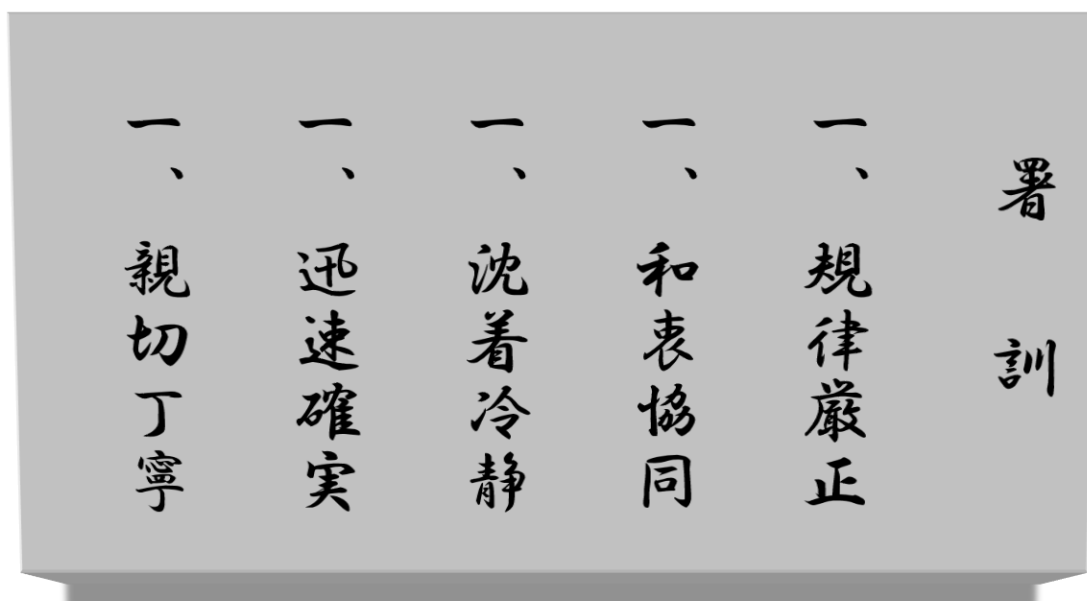 署訓
一、規律厳正
一、和衷協同
一、沈着冷静
一、迅速確実
一、親切丁寧